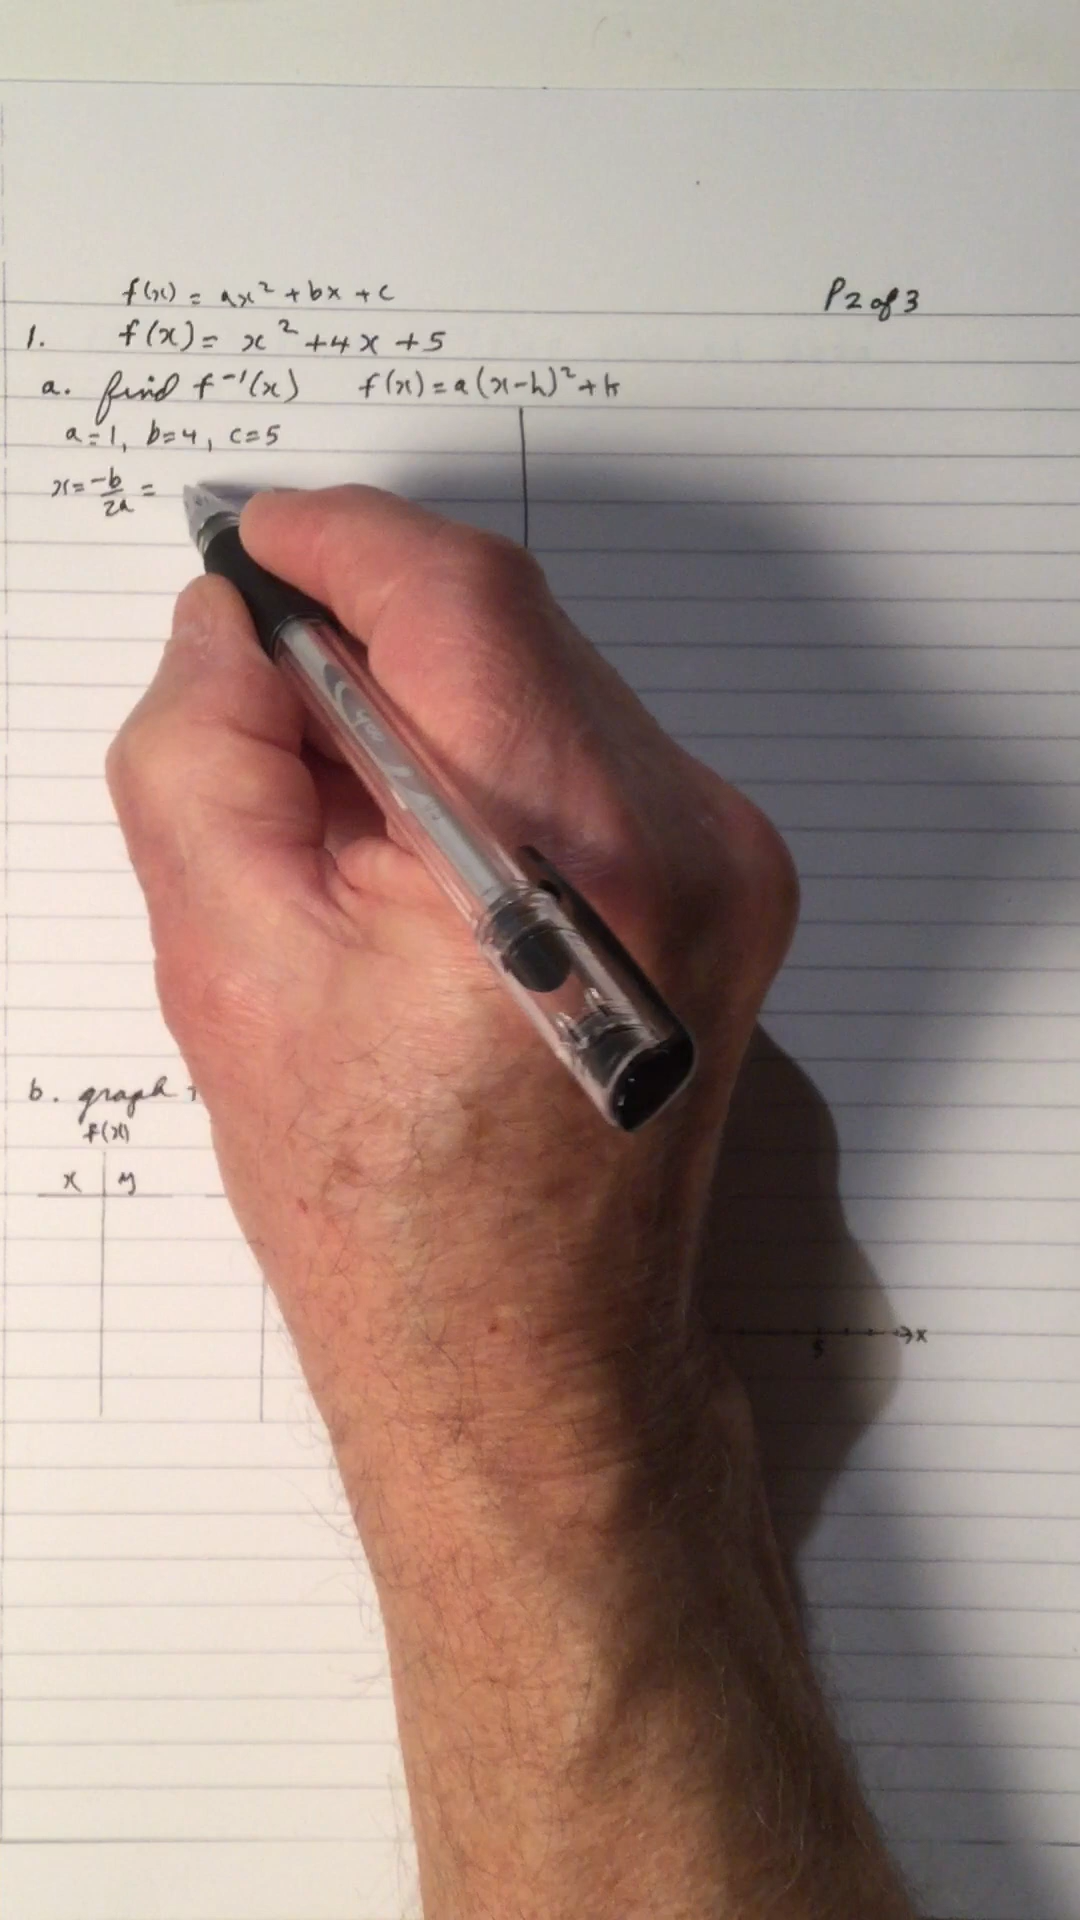 f(x) = ax² + bx + c
P2 of 3
1. f(x) = x² + 4x + 5
a. find f⁻¹(x) f(x) = a(x-h)² + k
a=1, b=4, c=5
x = -b/2a =
b. graph
f(x)
x | y
x
5